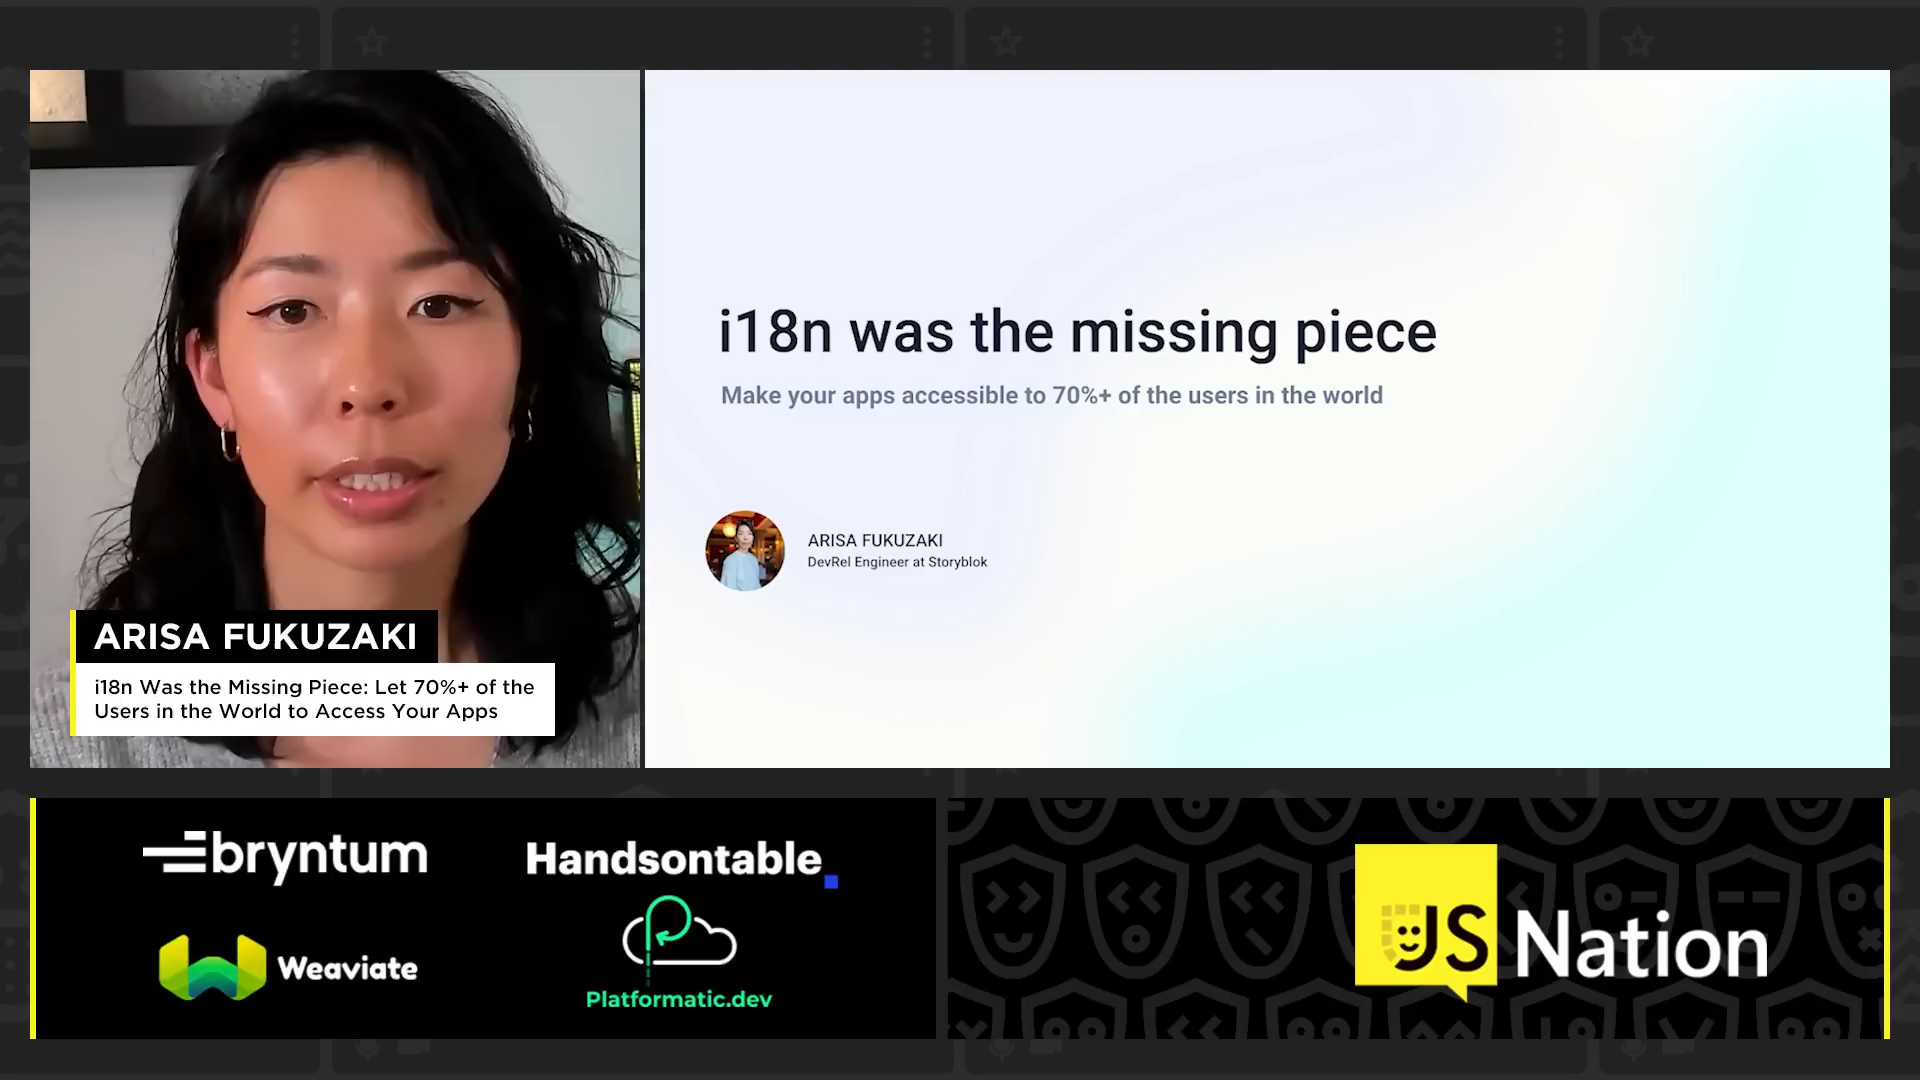 i18n was the missing piece
Make your apps accessible to 70%+ of the users in the world
ARISA FUKUZAKI
DevRel Engineer at Storyblok
ARISA FUKUZAKI
i18n Was the Missing Piece: Let 70%+ of the
Users in the World to Access Your Apps
bryntum
Handsontable
Weaviate
Platformatic.dev
JS Nation